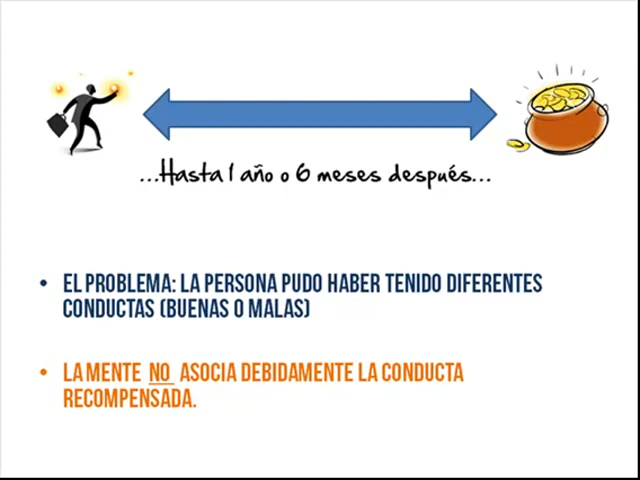 ...Hasta 1 año o 6 meses después...
• EL PROBLEMA: LA PERSONA PUDO HABER TENIDO DIFERENTES
CONDUCTAS (BUENAS O MALAS)
• LA MENTE NO ASOCIA DEBIDAMENTE LA CONDUCTA
RECOMPENSADA.